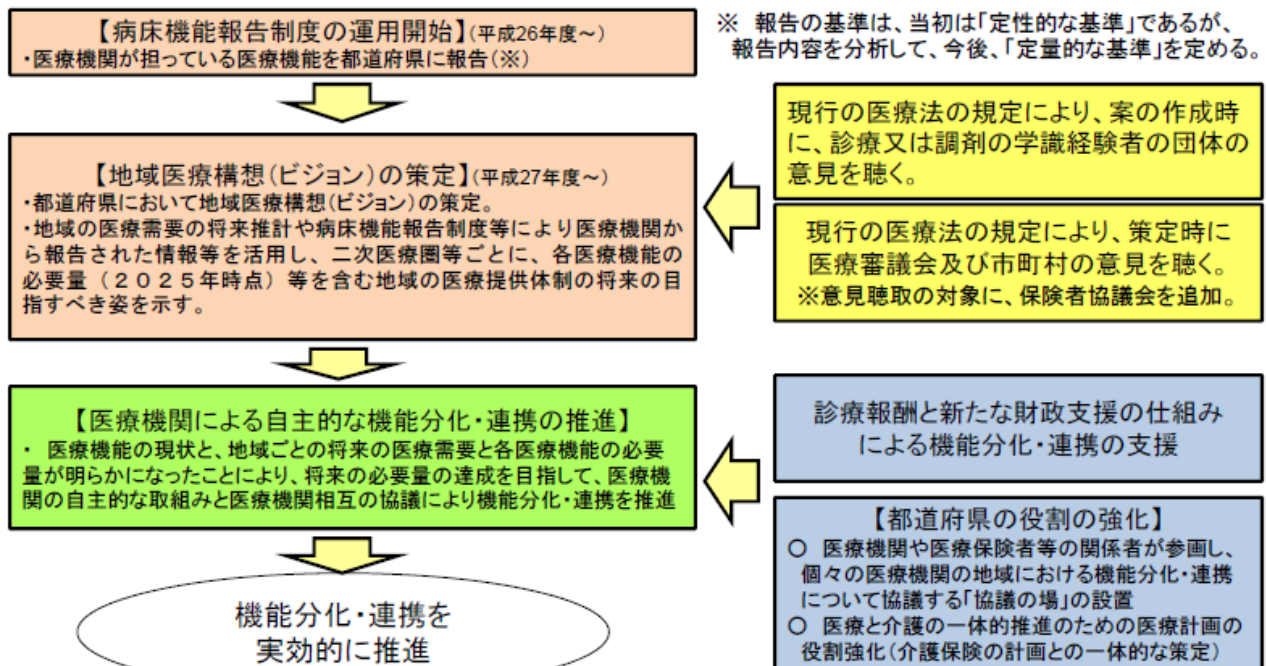 【病床機能報告制度の運用開始】(平成26年度~)
・医療機関が担っている医療機能を都道府県に報告(※)
※ 報告の基準は、当初は「定性的な基準」であるが、
報告内容を分析して、今後、「定量的な基準」を定める。
【地域医療構想(ビジョン)の策定】(平成27年度~)
・都道府県において地域医療構想(ビジョン)の策定。
・地域の医療需要の将来推計や病床機能報告制度等により医療機関か
ら報告された情報等を活用し、二次医療圏等ごとに、各医療機能の
必要量(2025年時点)等を含む地域の医療提供体制の将来の目
指すべき姿を示す。
現行の医療法の規定により、案の作成時
に、診療又は調剤の学識経験者の団体の
意見を聴く。
現行の医療法の規定により、策定時に
医療審議会及び市町村の意見を聴く。
※意見聴取の対象に、保険者協議会を追加。
【医療機関による自主的な機能分化・連携の推進】
・ 医療機能の現状と、地域ごとの将来の医療需要と各医療機能の必要
量が明らかになったことにより、将来の必要量の達成を目指して、医療機
関の自主的な取組みと医療機関相互の協議により機能分化・連携を推進
診療報酬と新たな財政支援の仕組み
による機能分化・連携の支援
【都道府県の役割の強化】
○ 医療機関や医療保険者等の関係者が参画し、
個々の医療機関の地域における機能分化・連携
について協議する「協議の場」の設置
○ 医療と介護の一体的推進のための医療計画の
役割強化(介護保険の計画との一体的な策定)
機能分化・連携を
実効的に推進